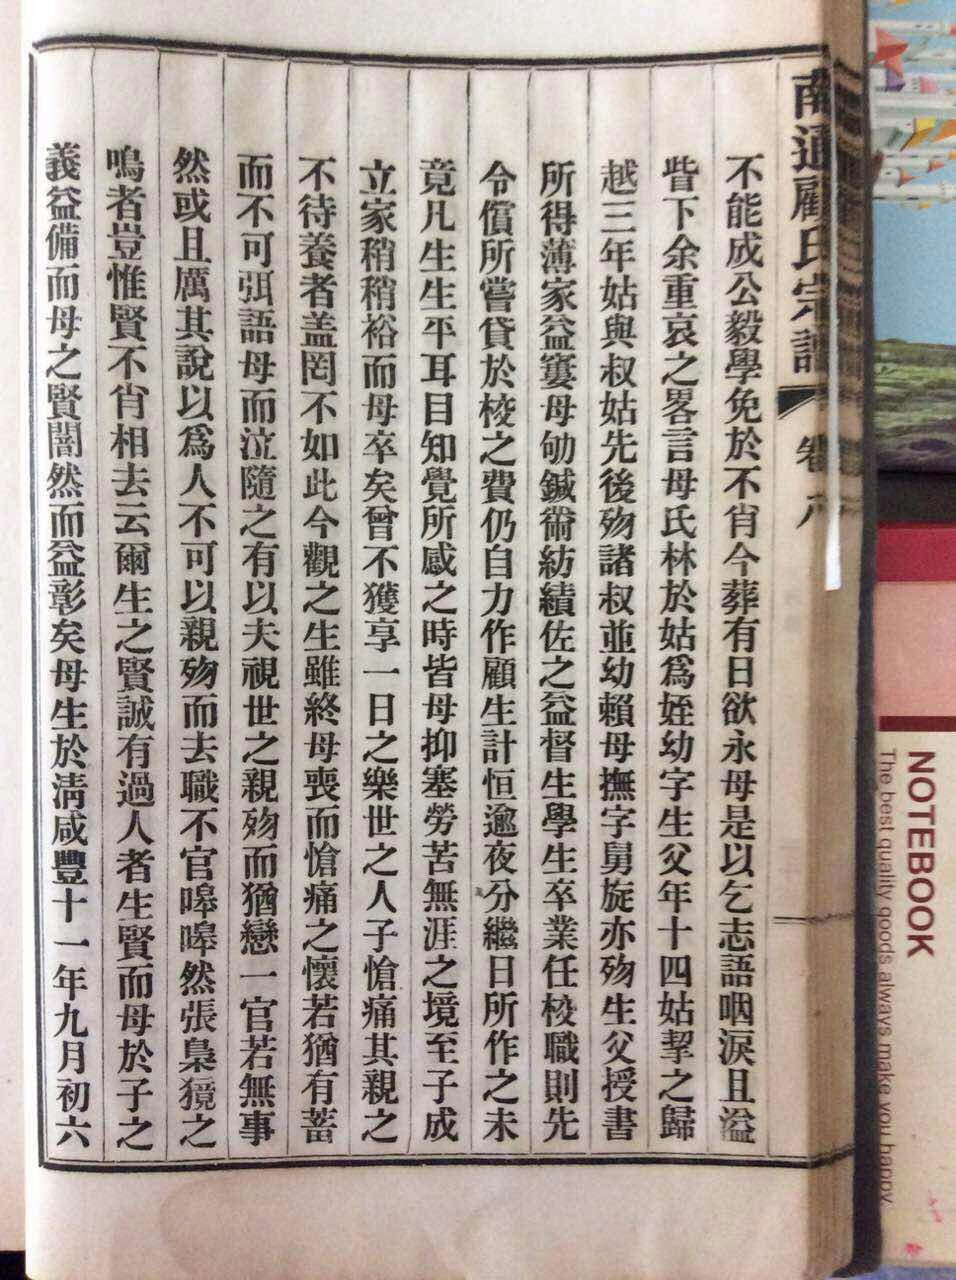 南通顧氏宗譜 卷八
不能成公毅學免於不肖今葬有日欲永母是以乞志語咽淚且溢
眥下余重哀之畧言母氏林於姑爲姪幼字生父年十四姑挈之歸
越三年姑與叔姑先後歿諸叔並幼賴母撫字舅旋亦歿生父授書
所得薄家益窶母劬鍼黹紡績佐之益督生學生卒業任校職則先
令償所嘗貸於校之費仍自力作顧生計恒逾夜分繼日所作之未
竟凡生生平耳目知覺所感之時皆母抑塞勞苦無涯之境至子成
立家稍稍裕而母卒矣曾不獲享一日之樂世之人子愴痛其親之
不待養者盖罔不如此今觀之生雖終母喪而愴痛之懷若猶有蓄
而不可弭語母而泣隨之有以夫視世之親歿而猶戀一官若無事
然或且厲其說以爲人不可以親歿而去職不官嘷嘷然張梟獍之
鳴者豈惟賢不肖相去云爾生之賢誠有過人者生賢而母於子之
義益備而母之賢闇然而益彰矣母生於淸咸豐十一年九月初六
NOTEBOOK
The best quality goods always make you happy